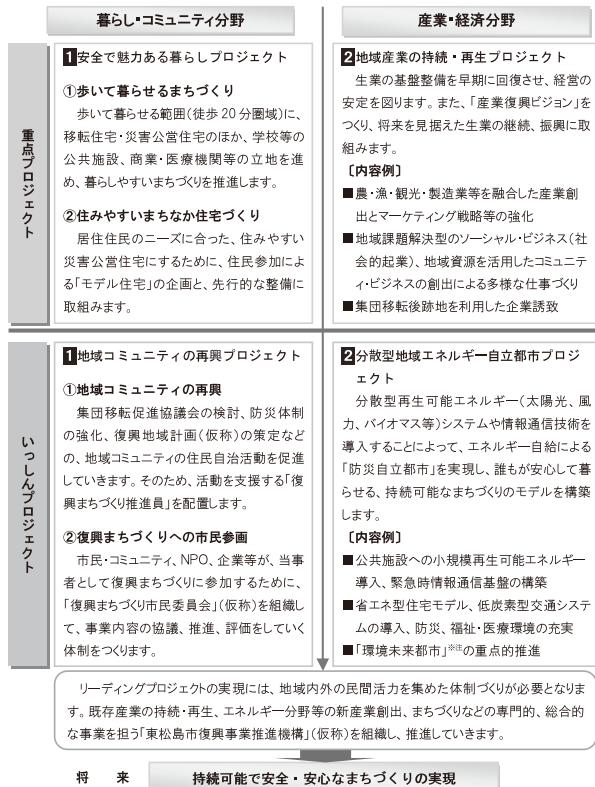 暮らし・コミュニティ分野
産業・経済分野
重点プロジェクト
1安全で魅力ある暮らしプロジェクト
①歩いて暮らせるまちづくり
歩いて暮らせる範囲(徒歩20分圏域)に、
移転住宅・災害公営住宅のほか、学校等の
公共施設、商業・医療機関等の立地を進
め、暮らしやすいまちづくりを推進します。
②住みやすいまちなか住宅づくり
居住住民のニーズに合った、住みやすい
災害公営住宅にするために、住民参加によ
る「モデル住宅」の企画と、先行的な整備に
取組みます。
2地域産業の持続・再生プロジェクト
生業の基盤整備を早期に回復させ、経営の
安定を図ります。また、「産業復興ビジョン」を
つくり、将来を見据えた生業の継続、振興に取
組みます。
〔内容例〕
■農・漁・観光・製造業等を融合した産業創
出とマーケティング戦略等の強化
■地域課題解決型のソーシャル・ビジネス(社
会的起業)、地域資源を活用したコミュニテ
ィ・ビジネスの創出による多様な仕事づくり
■集団移転後跡地を利用した企業誘致
いっしんプロジェクト
1地域コミュニティの再興プロジェクト
①地域コミュニティの再興
集団移転促進協議会の検討、防災体制
の強化、復興地域計画(仮称)の策定など
の、地域コミュニティの住民自治活動を促進
していきます。そのため、活動を支援する「復
興まちづくり推進員」を配置します。
②復興まちづくりへの市民参画
市民・コミュニティ、NPO、企業等が、当事
者として復興まちづくりに参加するために、
「復興まちづくり市民委員会」(仮称)を組織し
て、事業内容の協議、推進、評価をしていく
体制をつくります。
2分散型地域エネルギー自立都市プロジ
ェクト
分散型再生可能エネルギー(太陽光、風
力、バイオマス等)システムや情報通信技術を
導入することによって、エネルギー自給による
「防災自立都市」を実現し、誰もが安心して暮
らせる、持続可能なまちづくりのモデルを構築
します。
〔内容例〕
■公共施設への小規模再生可能エネルギー
導入、緊急時情報通信基盤の構築
■省エネ型住宅モデル、低炭素型交通システ
ムの導入、防災、福祉・医療環境の充実
■「環境未来都市」※注の重点的推進
リーディングプロジェクトの実現には、地域内外の民間活力を集めた体制づくりが必要となりま
す。既存産業の持続・再生、エネルギー分野等の新産業創出、まちづくりなどの専門的、総合的
な事業を担う「東松島市復興事業推進機構」(仮称)を組織し、推進していきます。
将 来
持続可能で安全・安心なまちづくりの実現